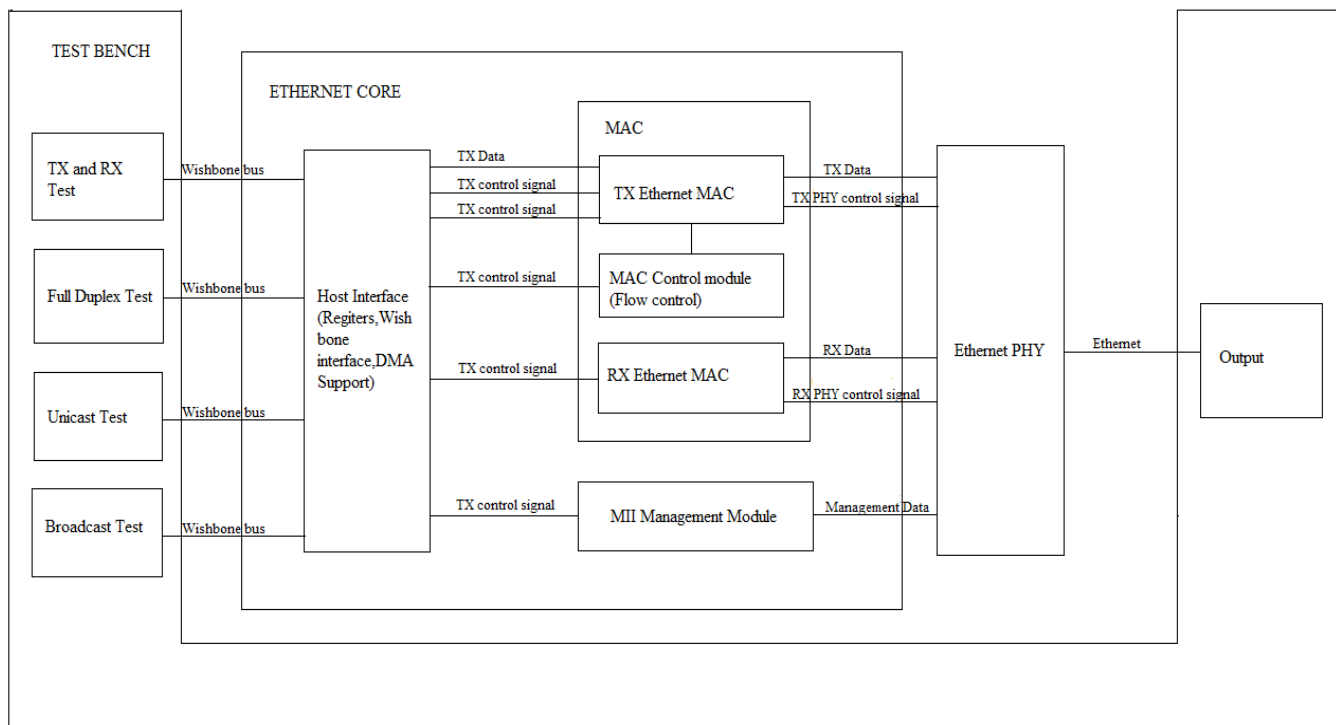 TEST BENCH
ETHERNET CORE
MAC
TX and RX
Test
Wishbone bus
Full Duplex Test
Wishbone bus
Unicast Test
Wishbone bus
Broadcast Test
Wishbone bus
Host Interface
(Regiters,Wish
bone
interface,DMA
Support)
TX Data
TX control signal
TX control signal
TX control signal
TX control signal
TX control signal
TX Ethernet MAC
MAC Control module
(Flow control)
RX Ethernet MAC
MII Management Module
TX Data
TX PHY control signal
RX Data
RX PHY control signal
Management Data
Ethernet PHY
Ethernet
Output